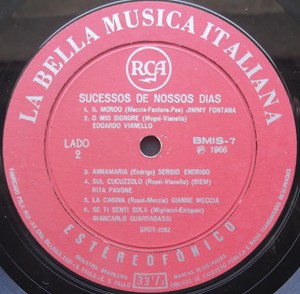 LA BELLA MUSICA ITALIANA
RCA
SUCESSOS DE NOSSOS DIAS
1. IL MONDO (Meccia-Fontana-Pes) JIMMY FONTANA
2. O MIO SIGNORE (Mogol-Vianello)
EDOARDO VIANELLO
LADO
2
BMIS-7
℗ 1966
3. ANNAMARIA (Endrigo) SERGIO ENDRIGO
4. SUL CUCUZZOLO (Rossi-Vianello) (BIEM)
RITA PAVONE
5. LA CABINA (Rossi-Meccia) GIANNI MECCIA
6. SE TI SENTI SOLA (Migliacci-Enriquez)
GIANCARLO GUARDABASSI
ESTEREOFÔNICO
INDÚSTRIA BRASILEIRA
33⅓